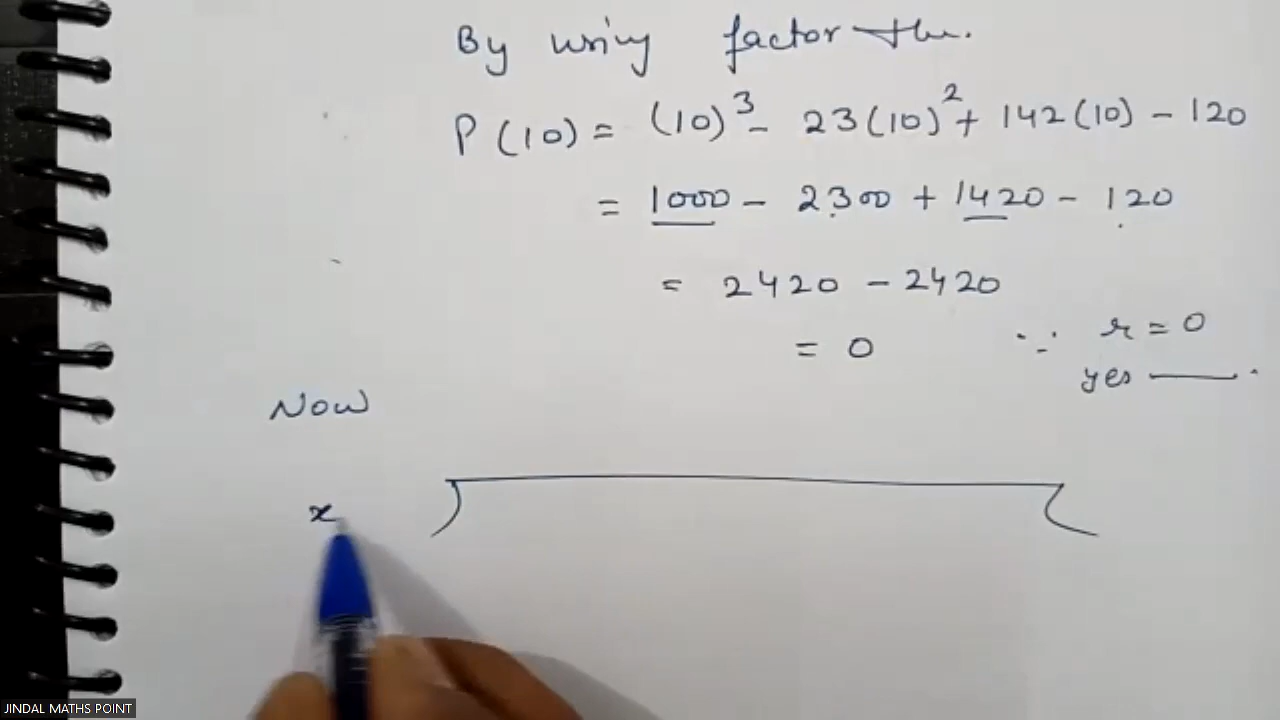 By using factor thm.
P(10) = (10)³ - 23(10)² + 142(10) - 120
= 1000 - 2300 + 1420 - 120
= 2420 - 2420
= 0 ∵ r = 0
yes
Now
x
JINDAL MATHS POINT